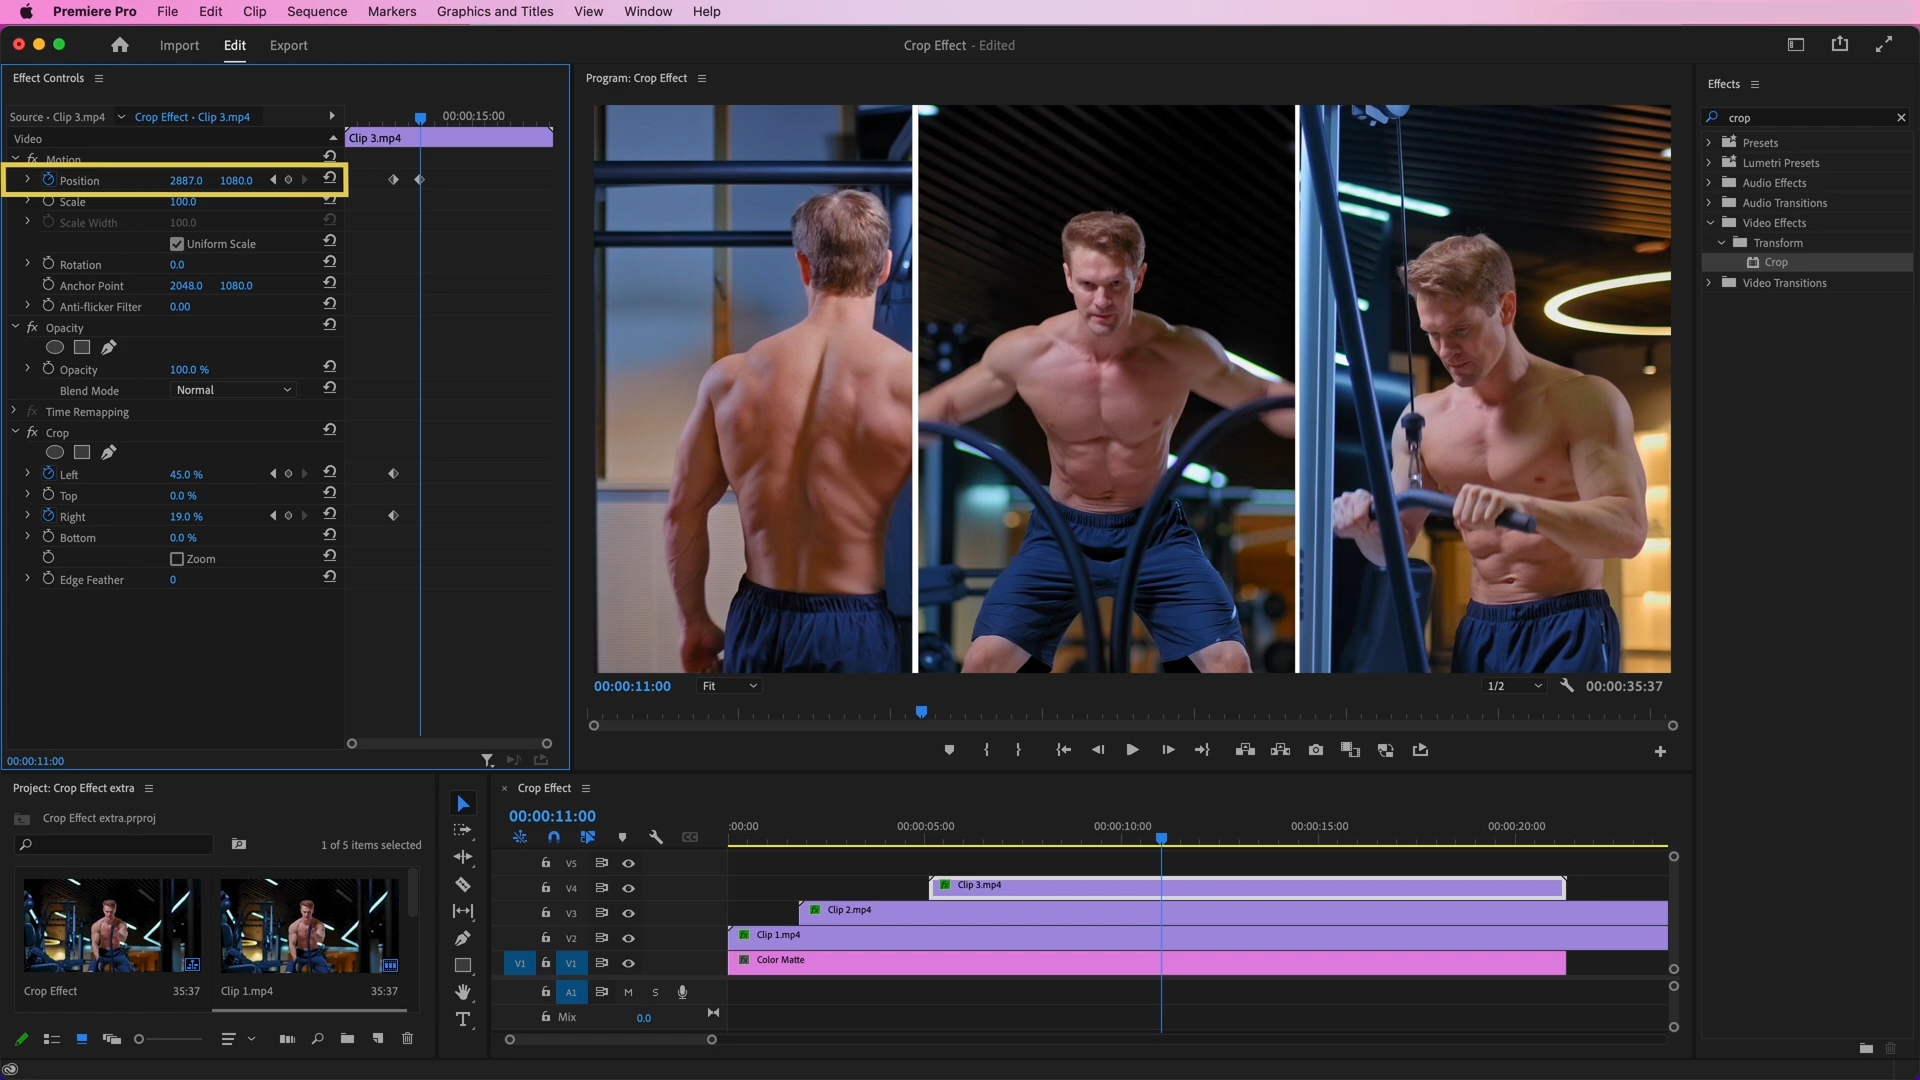 Premiere Pro File Edit Clip Sequence Markers Graphics and Titles View Window Help
Import Edit Export
Crop Effect - Edited
Effect Controls
Source • Clip 3.mp4 Crop Effect • Clip 3.mp4
00:00:15:00
Video
Clip 3.mp4
fx Motion
Position 2887.0 1080.0
Scale 100.0
Scale Width 100.0
Uniform Scale
Rotation 0.0
Anchor Point 2048.0 1080.0
Anti-flicker Filter 0.00
fx Opacity
Opacity 100.0 %
Blend Mode Normal
fx Time Remapping
fx Crop
Left 45.0 %
Top 0.0 %
Right 19.0 %
Bottom 0.0 %
Zoom
Edge Feather 0
00:00:11:00
Program: Crop Effect
00:00:11:00 Fit 1/2 00:00:35:37
Effects
crop
Presets
Lumetri Presets
Audio Effects
Audio Transitions
Video Effects
Transform
Crop
Video Transitions
Project: Crop Effect extra
Crop Effect extra.prproj
1 of 5 items selected
Crop Effect 35:37
Clip 1.mp4 35:37
× Crop Effect
00:00:11:00
CC
:00:00 00:00:05:00 00:00:10:00 00:00:15:00 00:00:20:00
V5
V4 fx Clip 3.mp4
V3 fx Clip 2.mp4
V2 fx Clip 1.mp4
V1 V1 fx Color Matte
A1 M S
Mix 0.0
T